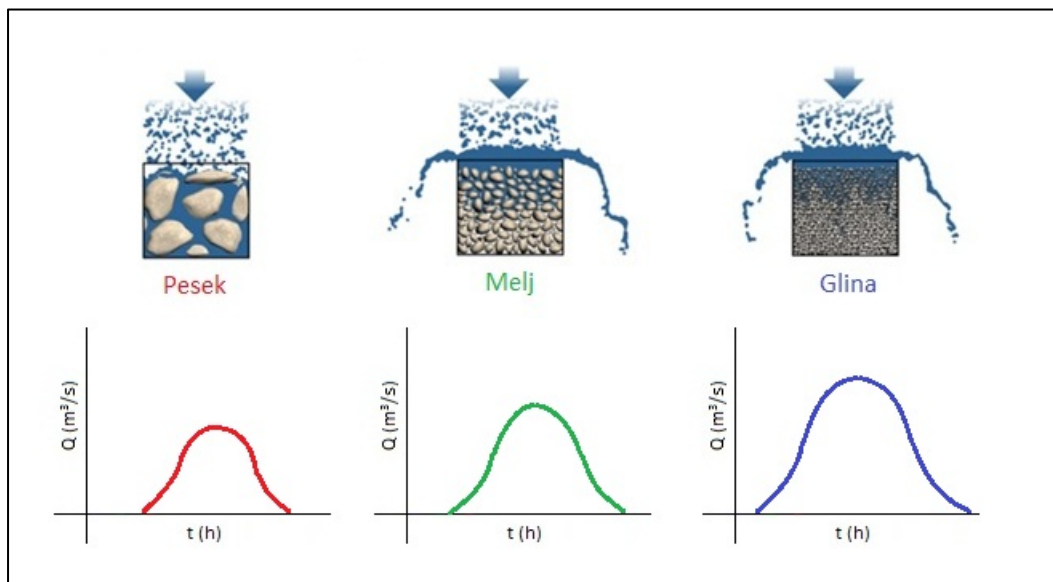 Pesek
Melj
Glina
Q (m³/s)
t (h)
Q (m³/s)
t (h)
Q (m³/s)
t (h)